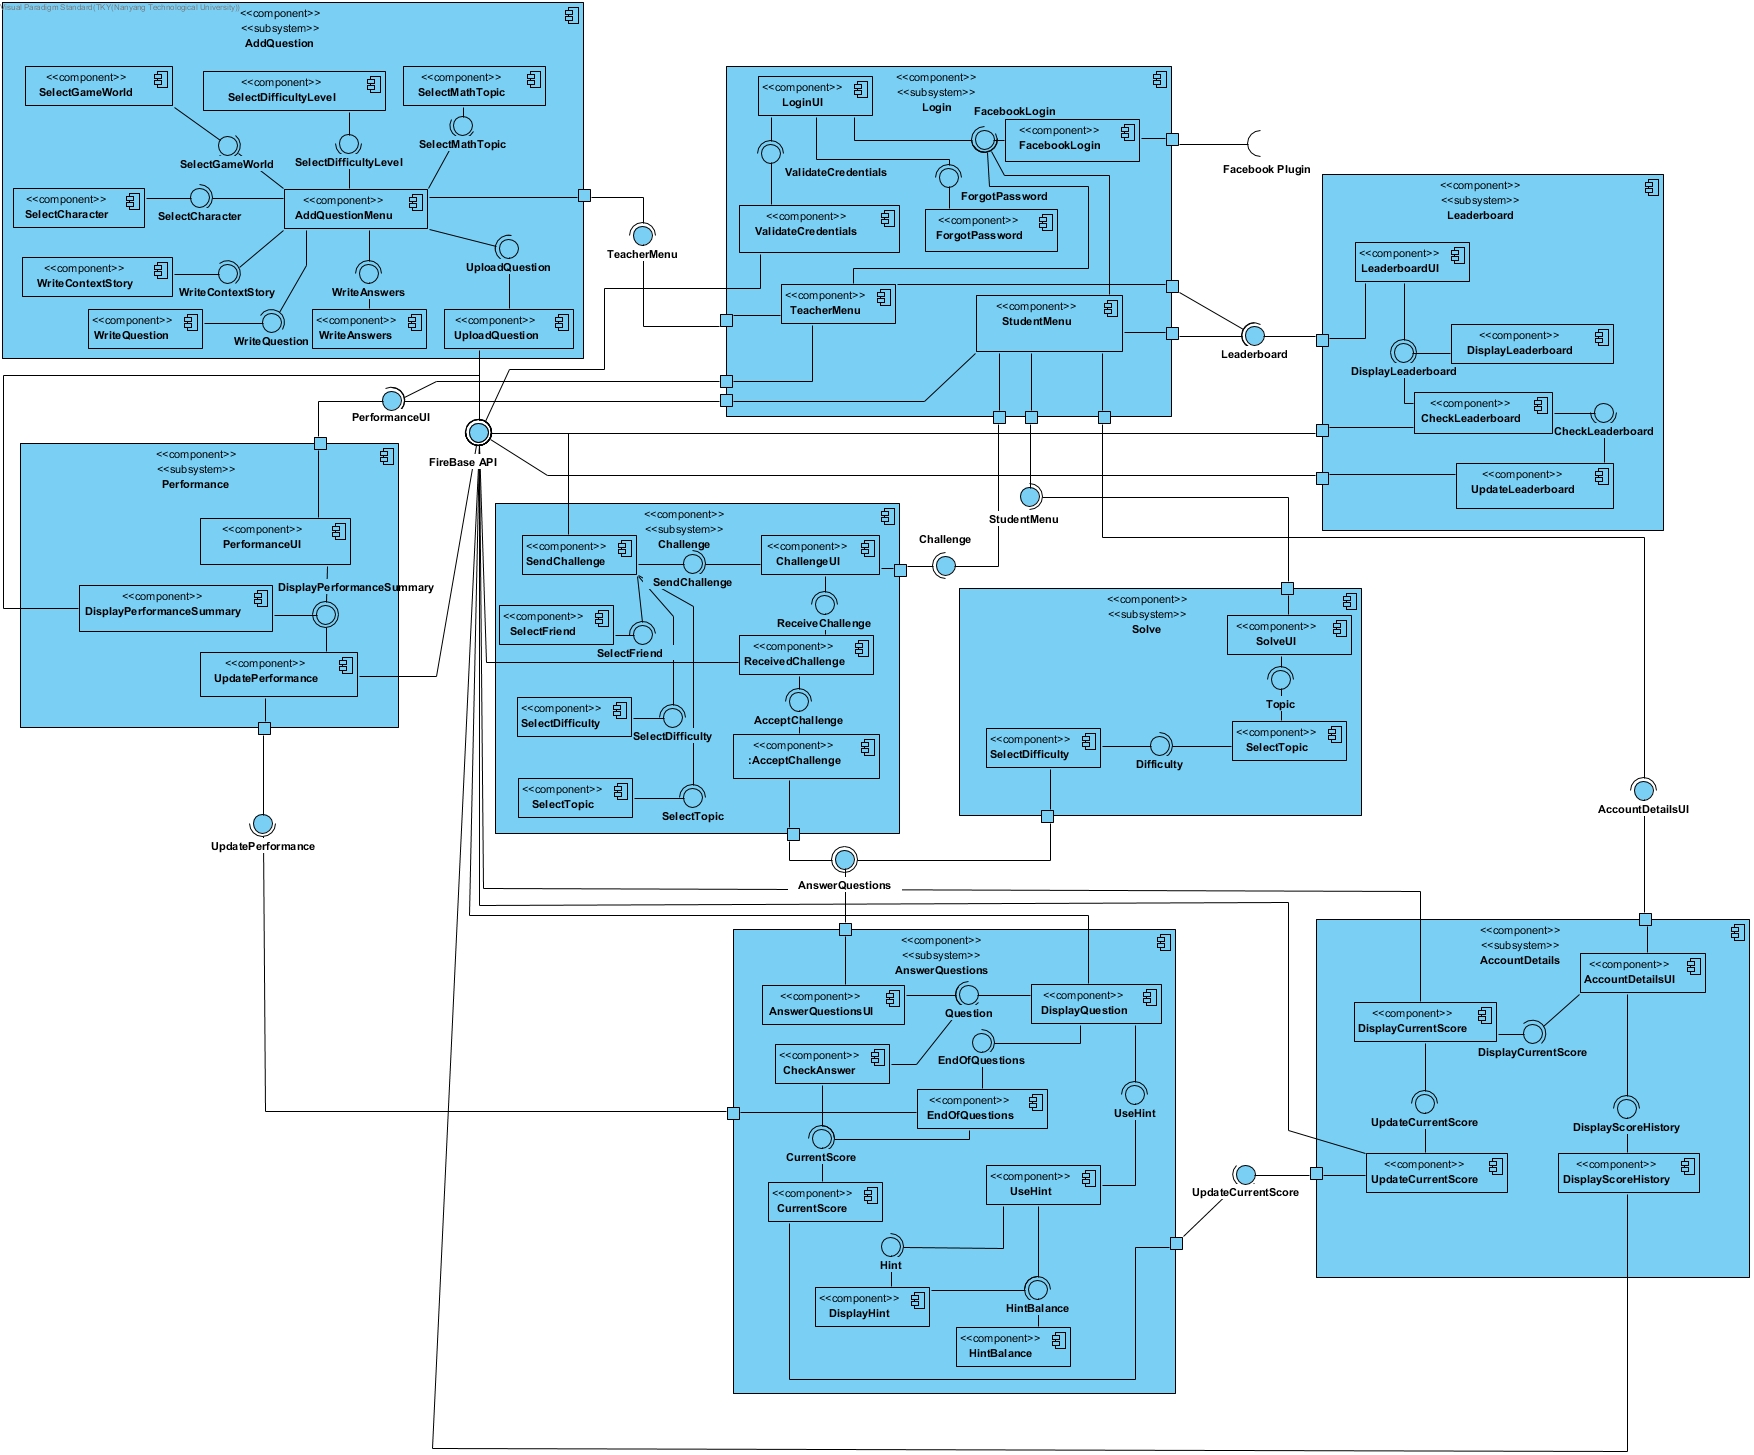 Visual Paradigm Standard(TKY(Nanyang Technological University))
<<component>>
<<subsystem>>
AddQuestion
<<component>>
SelectGameWorld
<<component>>
SelectDifficultyLevel
<<component>>
SelectMathTopic
SelectGameWorld
SelectDifficultyLevel
SelectMathTopic
<<component>>
SelectCharacter
SelectCharacter
<<component>>
AddQuestionMenu
<<component>>
WriteContextStory
WriteContextStory
WriteAnswers
UploadQuestion
<<component>>
WriteQuestion
WriteQuestion
<<component>>
WriteAnswers
<<component>>
UploadQuestion
TeacherMenu
<<component>>
<<subsystem>>
Login
<<component>>
LoginUI
FacebookLogin
<<component>>
FacebookLogin
Facebook Plugin
ValidateCredentials
ForgotPassword
<<component>>
ValidateCredentials
<<component>>
ForgotPassword
<<component>>
TeacherMenu
<<component>>
StudentMenu
Leaderboard
<<component>>
<<subsystem>>
Leaderboard
<<component>>
LeaderboardUI
<<component>>
DisplayLeaderboard
DisplayLeaderboard
<<component>>
CheckLeaderboard
CheckLeaderboard
<<component>>
UpdateLeaderboard
PerformanceUI
FireBase API
<<component>>
<<subsystem>>
Performance
<<component>>
PerformanceUI
DisplayPerformanceSummary
<<component>>
DisplayPerformanceSummary
<<component>>
UpdatePerformance
UpdatePerformance
<<component>>
<<subsystem>>
Challenge
<<component>>
SendChallenge
SendChallenge
<<component>>
ChallengeUI
<<component>>
SelectFriend
SelectFriend
ReceiveChallenge
<<component>>
ReceivedChallenge
<<component>>
SelectDifficulty
SelectDifficulty
AcceptChallenge
<<component>>
:AcceptChallenge
<<component>>
SelectTopic
SelectTopic
Challenge
StudentMenu
<<component>>
<<subsystem>>
Solve
<<component>>
SolveUI
Topic
<<component>>
SelectDifficulty
Difficulty
<<component>>
SelectTopic
AccountDetailsUI
AnswerQuestions
<<component>>
<<subsystem>>
AnswerQuestions
<<component>>
AnswerQuestionsUI
Question
<<component>>
DisplayQuestion
<<component>>
CheckAnswer
EndOfQuestions
<<component>>
EndOfQuestions
UseHint
CurrentScore
<<component>>
CurrentScore
<<component>>
UseHint
Hint
<<component>>
DisplayHint
HintBalance
<<component>>
HintBalance
UpdateCurrentScore
<<component>>
<<subsystem>>
AccountDetails
<<component>>
AccountDetailsUI
<<component>>
DisplayCurrentScore
DisplayCurrentScore
UpdateCurrentScore
DisplayScoreHistory
<<component>>
UpdateCurrentScore
<<component>>
DisplayScoreHistory